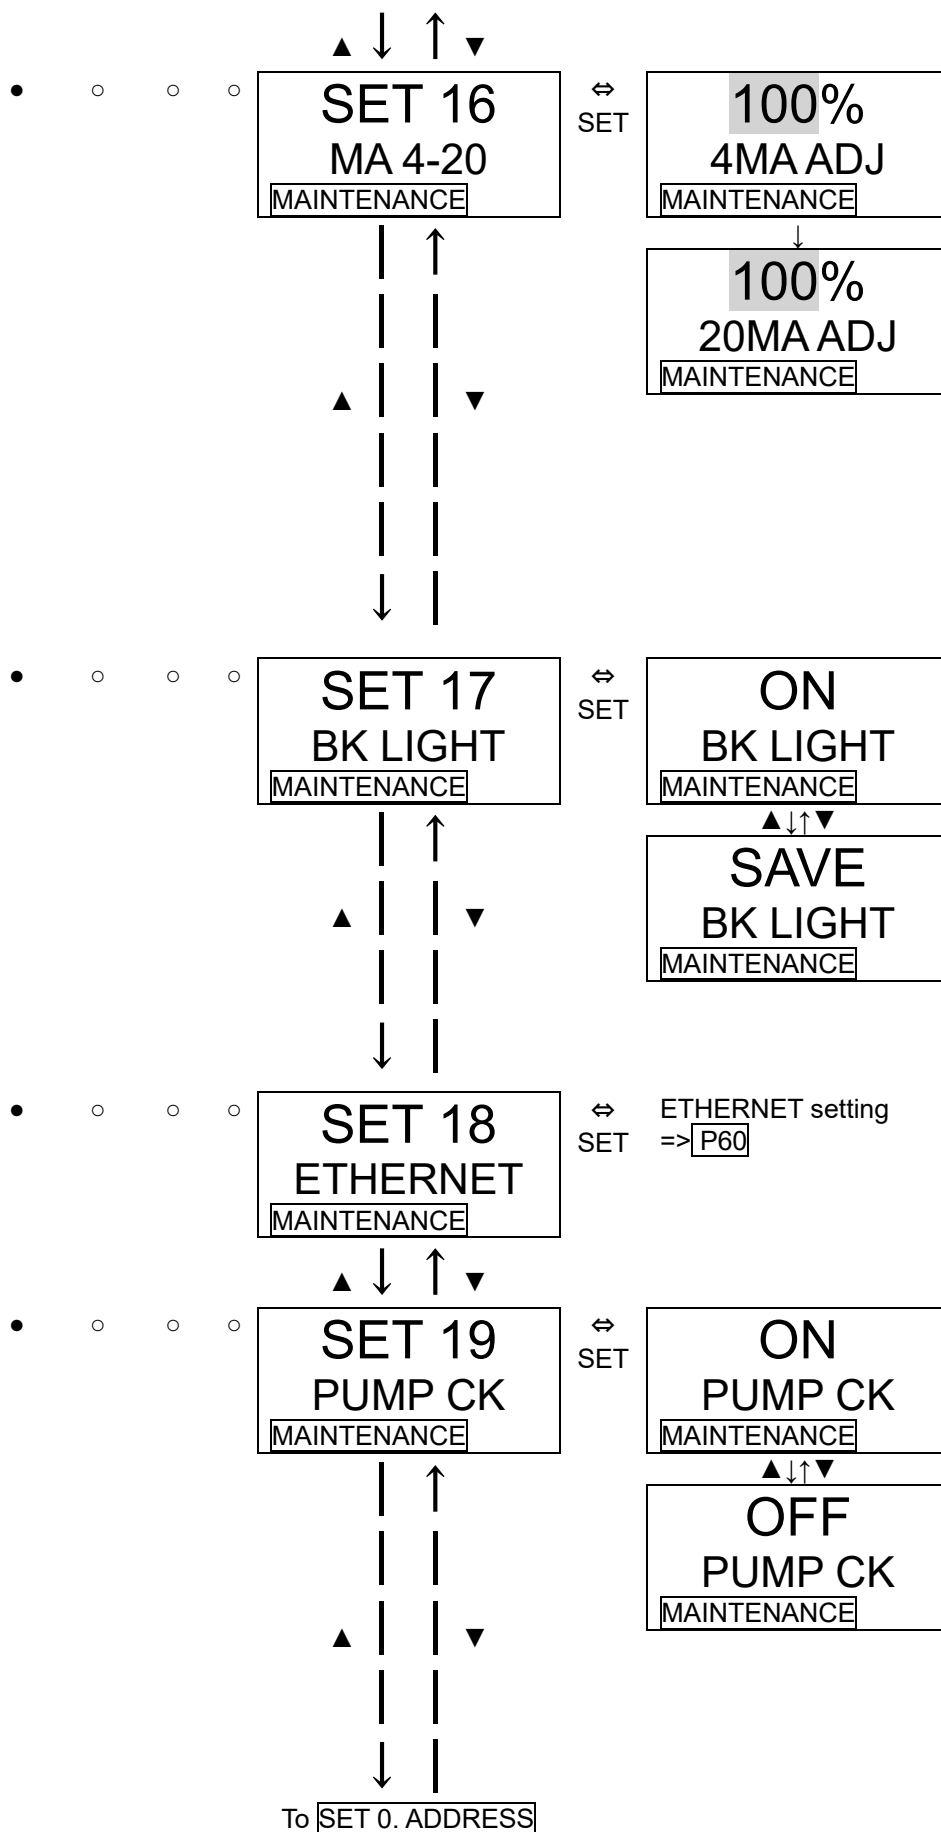 ▲ ↓ ↑ ▼
● ○ ○ ○ SET 16 ⇔ 100%
MA 4-20 SET 4MA ADJ
MAINTENANCE MAINTENANCE
↓
100%
20MA ADJ
MAINTENANCE
▲ ▼
● ○ ○ ○ SET 17 ⇔ ON
BK LIGHT SET BK LIGHT
MAINTENANCE MAINTENANCE
▲↓↑▼
SAVE
▲ ▼ BK LIGHT
MAINTENANCE
● ○ ○ ○ SET 18 ⇔ ETHERNET setting
ETHERNET SET => P60
MAINTENANCE
▲ ↓ ↑ ▼
● ○ ○ ○ SET 19 ⇔ ON
PUMP CK SET PUMP CK
MAINTENANCE MAINTENANCE
▲↓↑▼
OFF
PUMP CK
MAINTENANCE
▲ ▼
To SET 0. ADDRESS